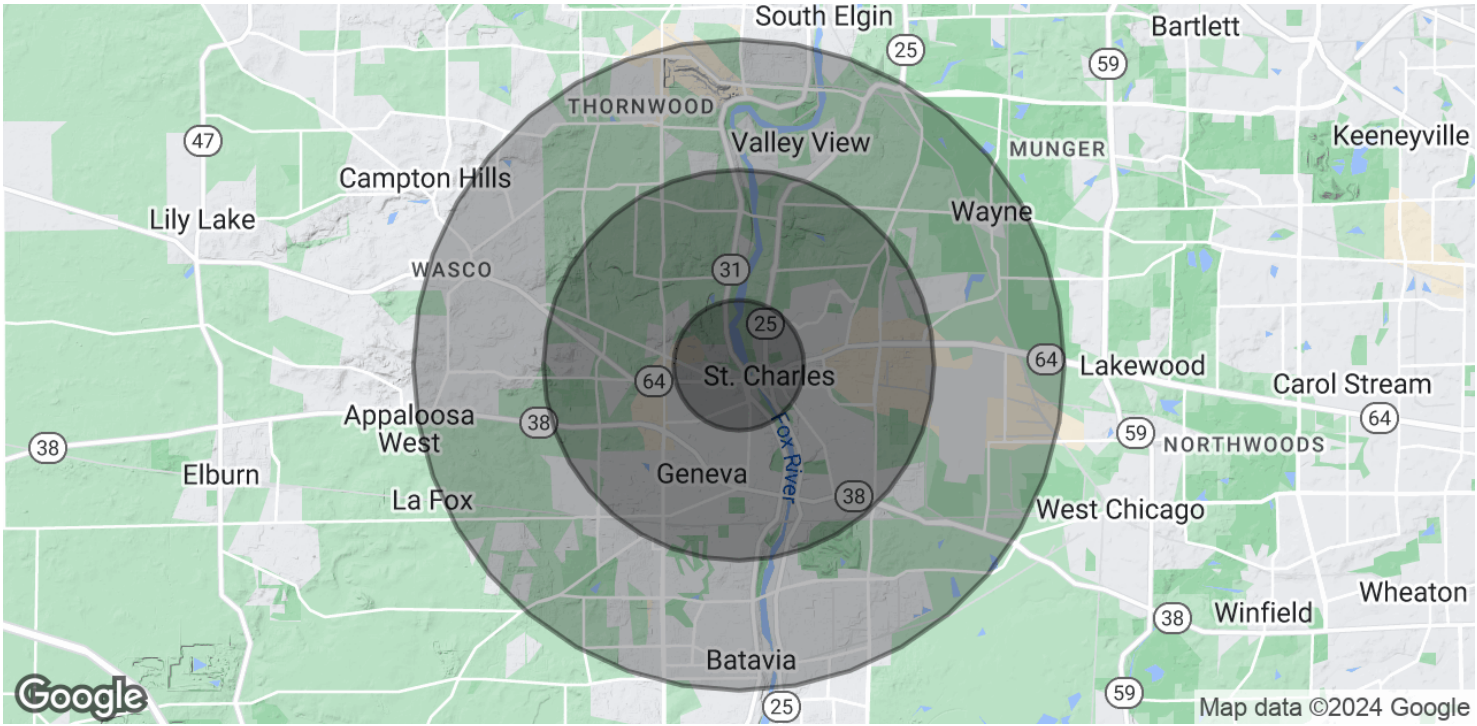 South Elgin
Bartlett
25
59
THORNWOOD
47
Valley View
MUNGER
Keeneyville
Campton Hills
Lily Lake
Wayne
WASCO
31
25
64
Lakewood
St. Charles
64
Carol Stream
Appaloosa
West
38
64
38
59
NORTHWOODS
Fox River
Elburn
Geneva
La Fox
38
West Chicago
Wheaton
Winfield
38
Batavia
Google
59
25
Map data ©2024 Google